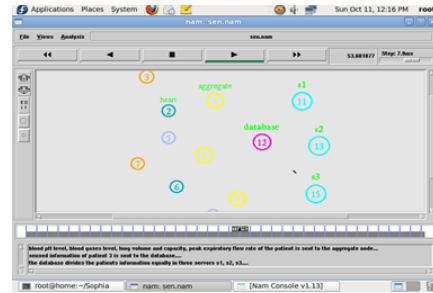 Applications Places System Sun Oct 11, 12:16 PM root
nam: sen.nam
File Views Analysis sen.nam
53.681877 Step: 7.9ms
3
aggregate
heart
s1
2
11
5
database
s2
12
13
7
s3
6
15
blood pH level, blood gases level, lung volume and capacity, peak expiratory flow rate of the patient is sent to the aggregate node...
sensed information of patient 3 is sent to the database....
the database divides the patients information equally in three servers s1, s2, s3....
root@home:~/Sophia nam: sen.nam [Nam Console v1.13]